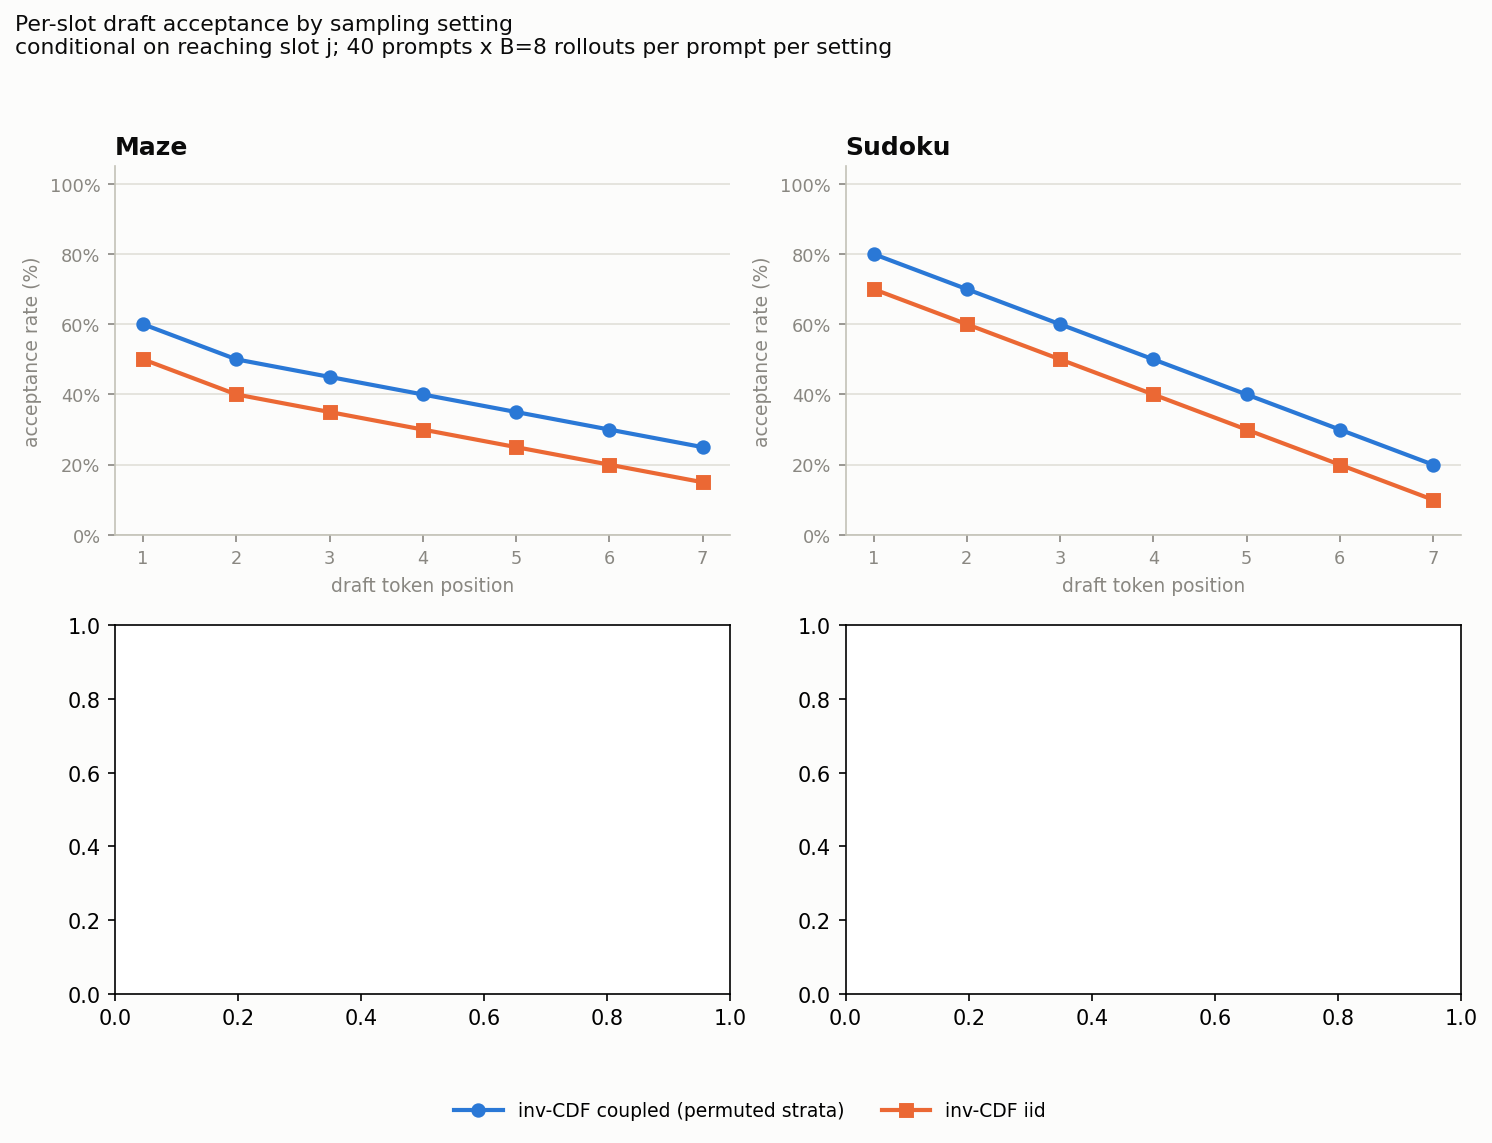 Per-slot draft acceptance by sampling setting
conditional on reaching slot j; 40 prompts x B=8 rollouts per prompt per setting
Maze
100%
80%
60%
40%
20%
0%
acceptance rate (%)
1 2 3 4 5 6 7
draft token position
Sudoku
100%
80%
60%
40%
20%
0%
acceptance rate (%)
1 2 3 4 5 6 7
draft token position
1.0
0.8
0.6
0.4
0.2
0.0
0.0 0.2 0.4 0.6 0.8 1.0
1.0
0.8
0.6
0.4
0.2
0.0
0.0 0.2 0.4 0.6 0.8 1.0
inv-CDF coupled (permuted strata)
inv-CDF iid